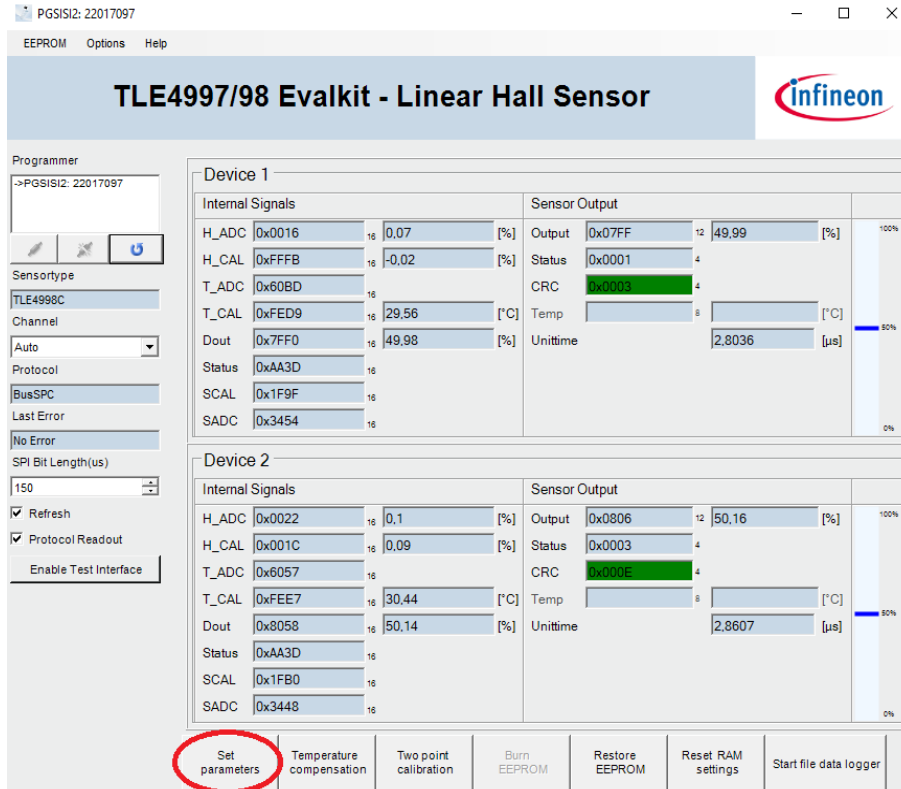 PGSISI2: 22017097
EEPROM Options Help
TLE4997/98 Evalkit - Linear Hall Sensor
infineon
Programmer
->PGSISI2: 22017097
Sensortype
TLE4998C
Channel
Auto
Protocol
BusSPC
Last Error
No Error
SPI Bit Length(us)
150
Refresh
Protocol Readout
Enable Test Interface
Device 1
Internal Signals
H_ADC 0x0016 16 0,07 [%]
H_CAL 0xFFFB 16 -0,02 [%]
T_ADC 0x60BD 16
T_CAL 0xFED9 16 29,56 [°C]
Dout 0x7FF0 16 49,98 [%]
Status 0xAA3D 16
SCAL 0x1F9F 16
SADC 0x3454 16
Sensor Output
Output 0x07FF 12 49,99 [%]
Status 0x0001 4
CRC 0x0003 4
Temp 8 [°C]
Unittime 2,8036 [µs]
100%
50%
0%
Device 2
Internal Signals
H_ADC 0x0022 16 0,1 [%]
H_CAL 0x001C 16 0,09 [%]
T_ADC 0x6057 16
T_CAL 0xFEE7 16 30,44 [°C]
Dout 0x8058 16 50,14 [%]
Status 0xAA3D 16
SCAL 0x1FB0 16
SADC 0x3448 16
Sensor Output
Output 0x0806 12 50,16 [%]
Status 0x0003 4
CRC 0x000E 4
Temp 8 [°C]
Unittime 2,8607 [µs]
100%
50%
0%
Set
parameters
Temperature
compensation
Two point
calibration
Burn
EEPROM
Restore
EEPROM
Reset RAM
settings
Start file data logger